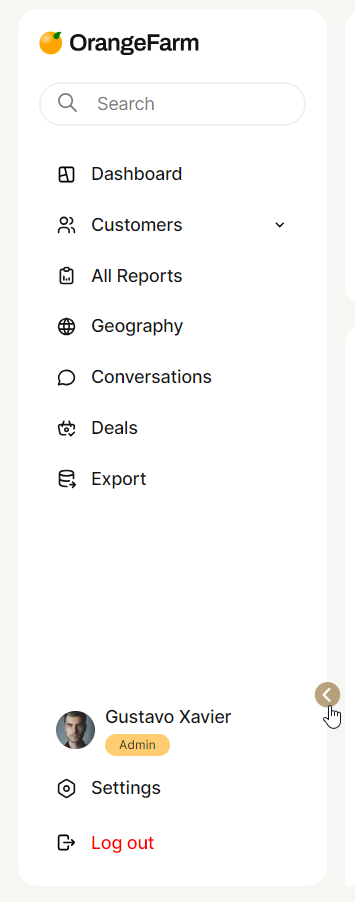 OrangeFarm
Search
Dashboard
Customers
All Reports
Geography
Conversations
Deals
Export
Gustavo Xavier
Admin
Settings
Log out